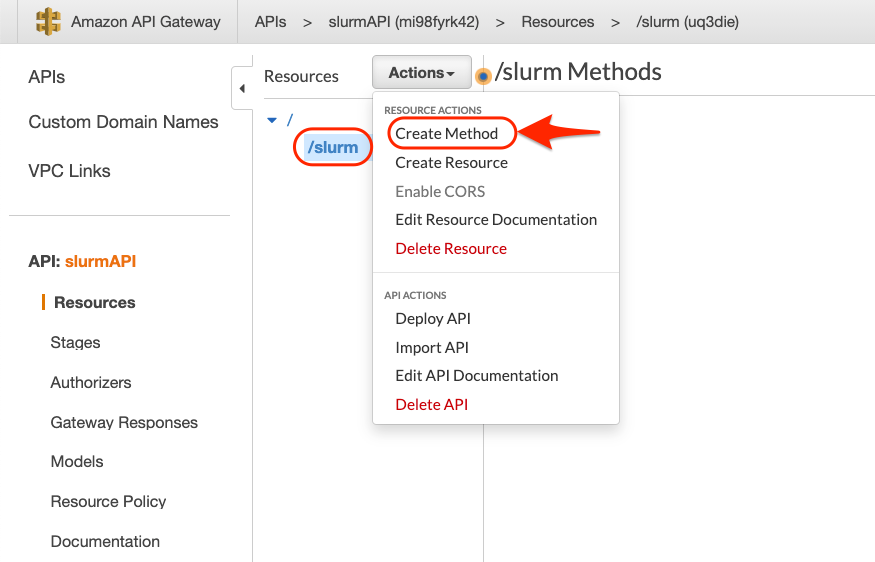 Amazon API Gateway
APIs > slurmAPI (mi98fyrk42) > Resources > /slurm (uq3die)
APIs
Custom Domain Names
VPC Links
API: slurmAPI
Resources
Stages
Authorizers
Gateway Responses
Models
Resource Policy
Documentation
Resources
/
/slurm
Actions
RESOURCE ACTIONS
Create Method
Create Resource
Enable CORS
Edit Resource Documentation
Delete Resource
API ACTIONS
Deploy API
Import API
Edit API Documentation
Delete API
/slurm Methods